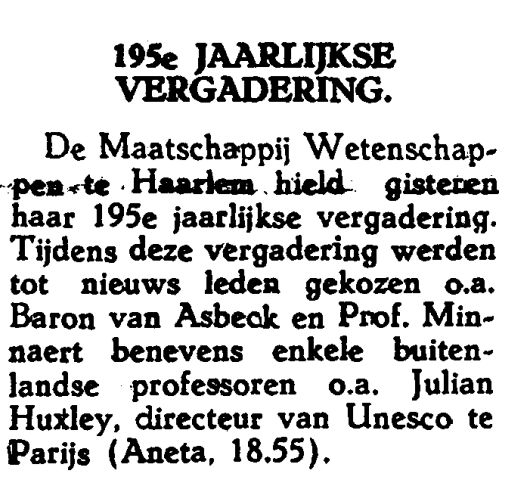 195e JAARLIJKSE
VERGADERING.
De Maatschappij Wetenschap-
pen te Haarlem hield gisteren
haar 195e jaarlijkse vergadering.
Tijdens deze vergadering werden
tot nieuws leden gekozen o.a.
Baron van Asbeck en Prof. Min-
naert benevens enkele buiten-
landse professoren o.a. Julian
Huxley, directeur van Unesco te
Parijs (Aneta, 18.55).